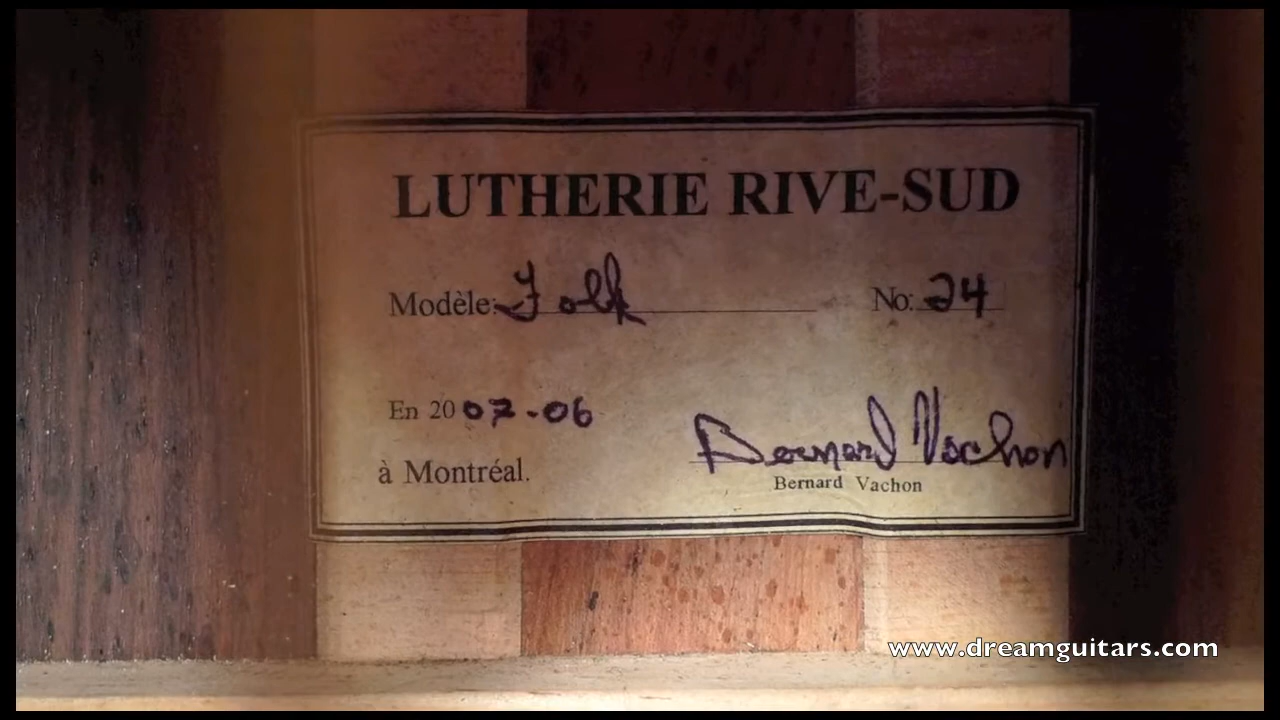 LUTHERIE RIVE-SUD
Modèle: Folk No: 24
En 2007-06
Bernard Vachon
à Montréal.
Bernard Vachon
www.dreamguitars.com